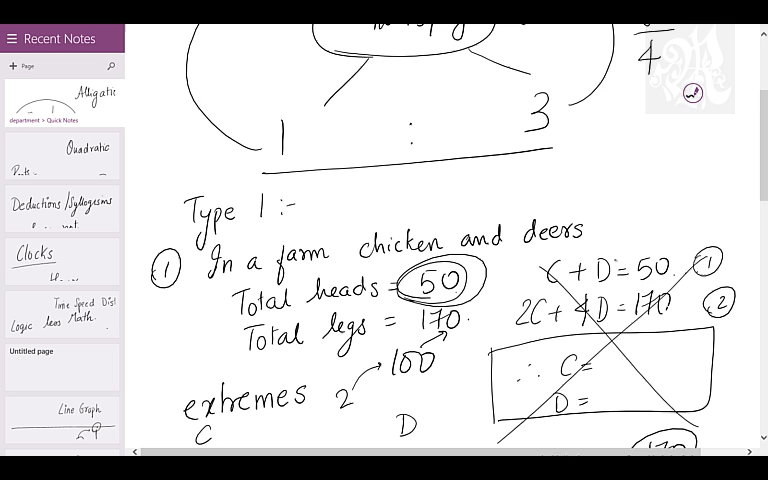 Recent Notes
+ Page
Alligatio
department > Quick Notes
Quadratic
Deductions /Syllogisms
Clocks
Time Speed Dist
Logic less Math.
Untitled page
Line Graph
4
1 : 3
Type 1 :-
① In a farm chicken and deers
Total heads = 50
Total legs = 170.
C + D = 50. ①
2C + 4D = 170 ②
∴ C =
D =
100
extremes 2
C D
170